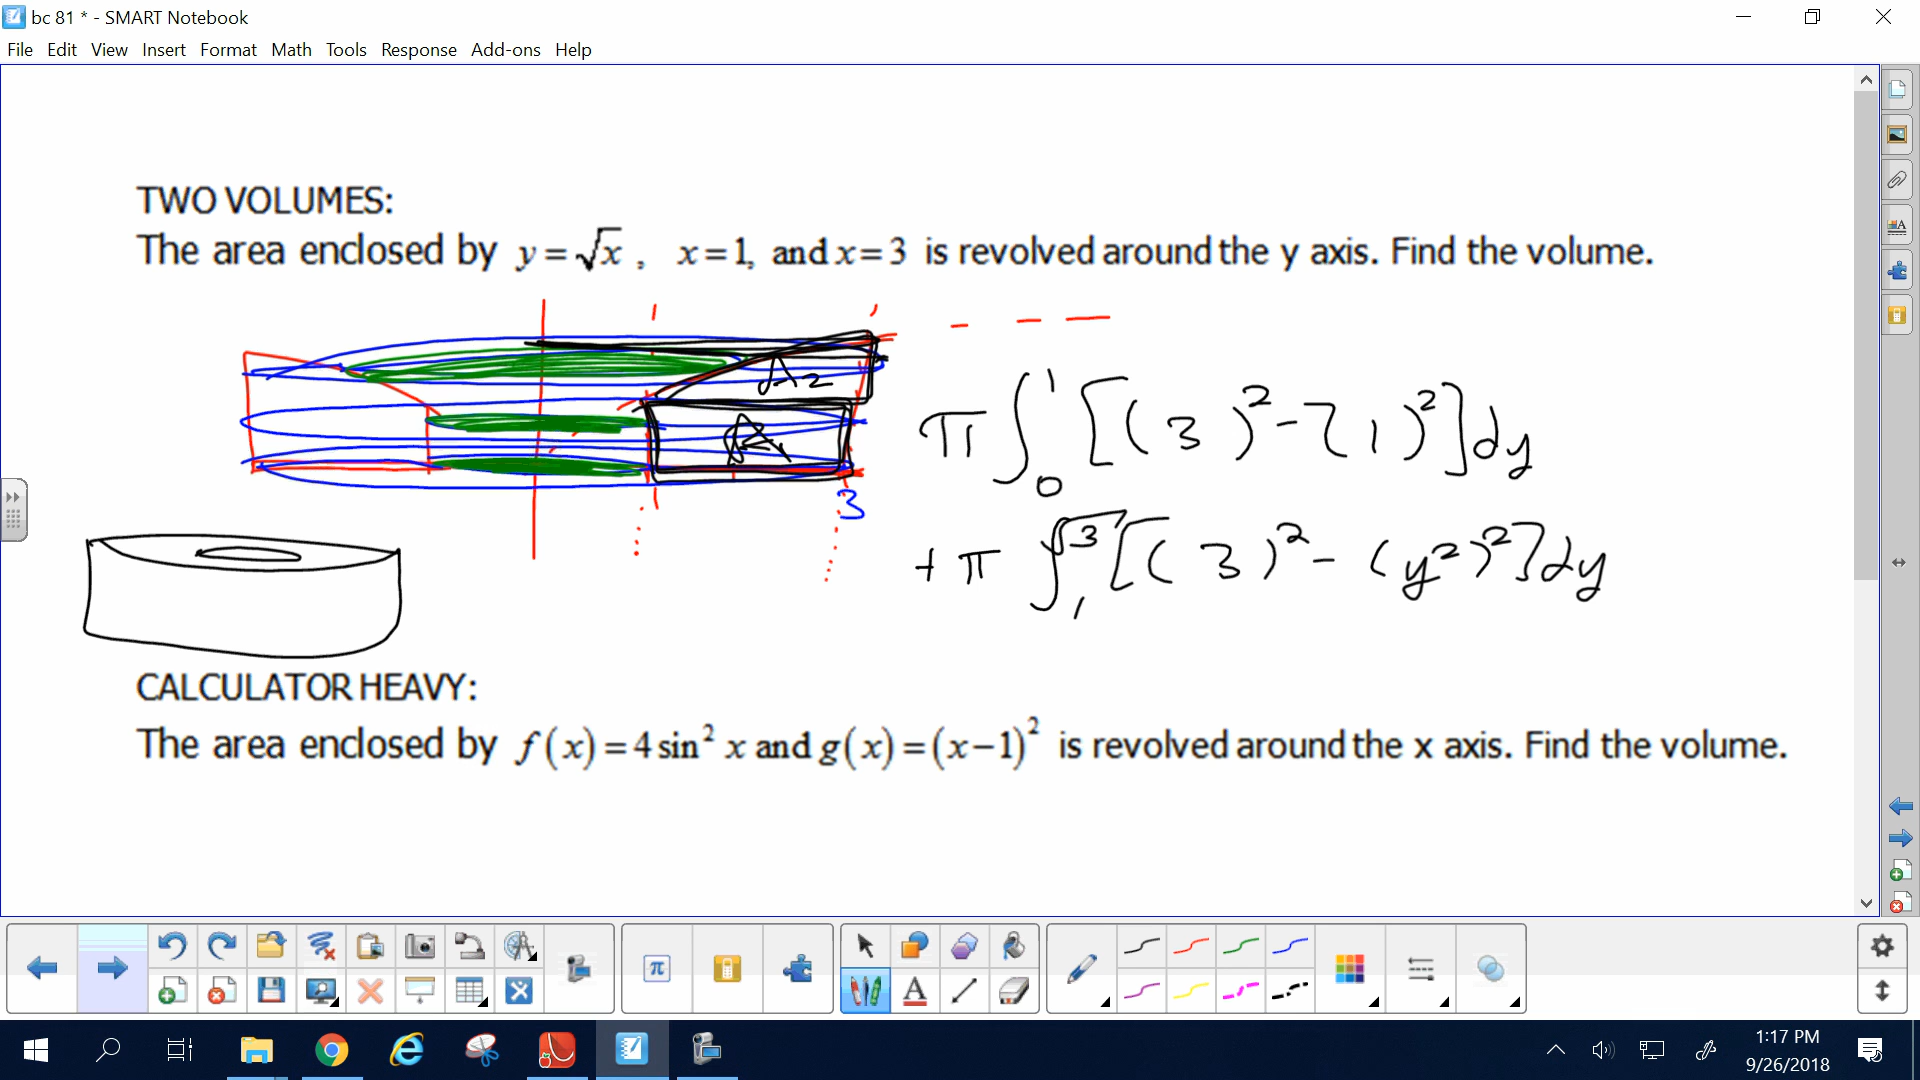 bc 81 * - SMART Notebook
File Edit View Insert Format Math Tools Response Add-ons Help
TWO VOLUMES:
The area enclosed by y = √x , x = 1, and x = 3 is revolved around the y axis. Find the volume.
A₂
A₁
3
π ∫₀¹ [(3)² - (1)²] dy
+ π ∫₁^√3 [(3)² - (y²)²] dy
CALCULATOR HEAVY:
The area enclosed by f(x) = 4 sin² x and g(x) = (x-1)² is revolved around the x axis. Find the volume.
π
A
1:17 PM
9/26/2018